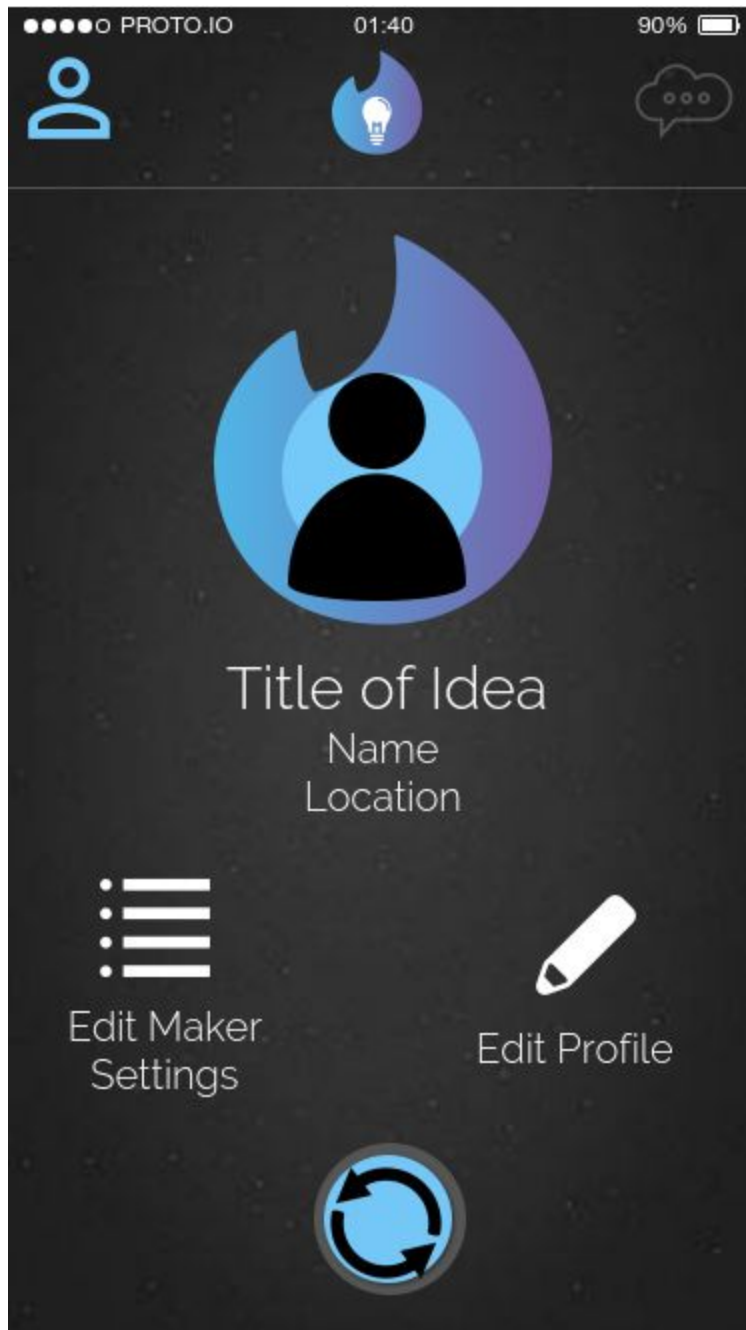 PROTO.IO 01:40 90%
Title of Idea
Name
Location
Edit Maker
Settings
Edit Profile